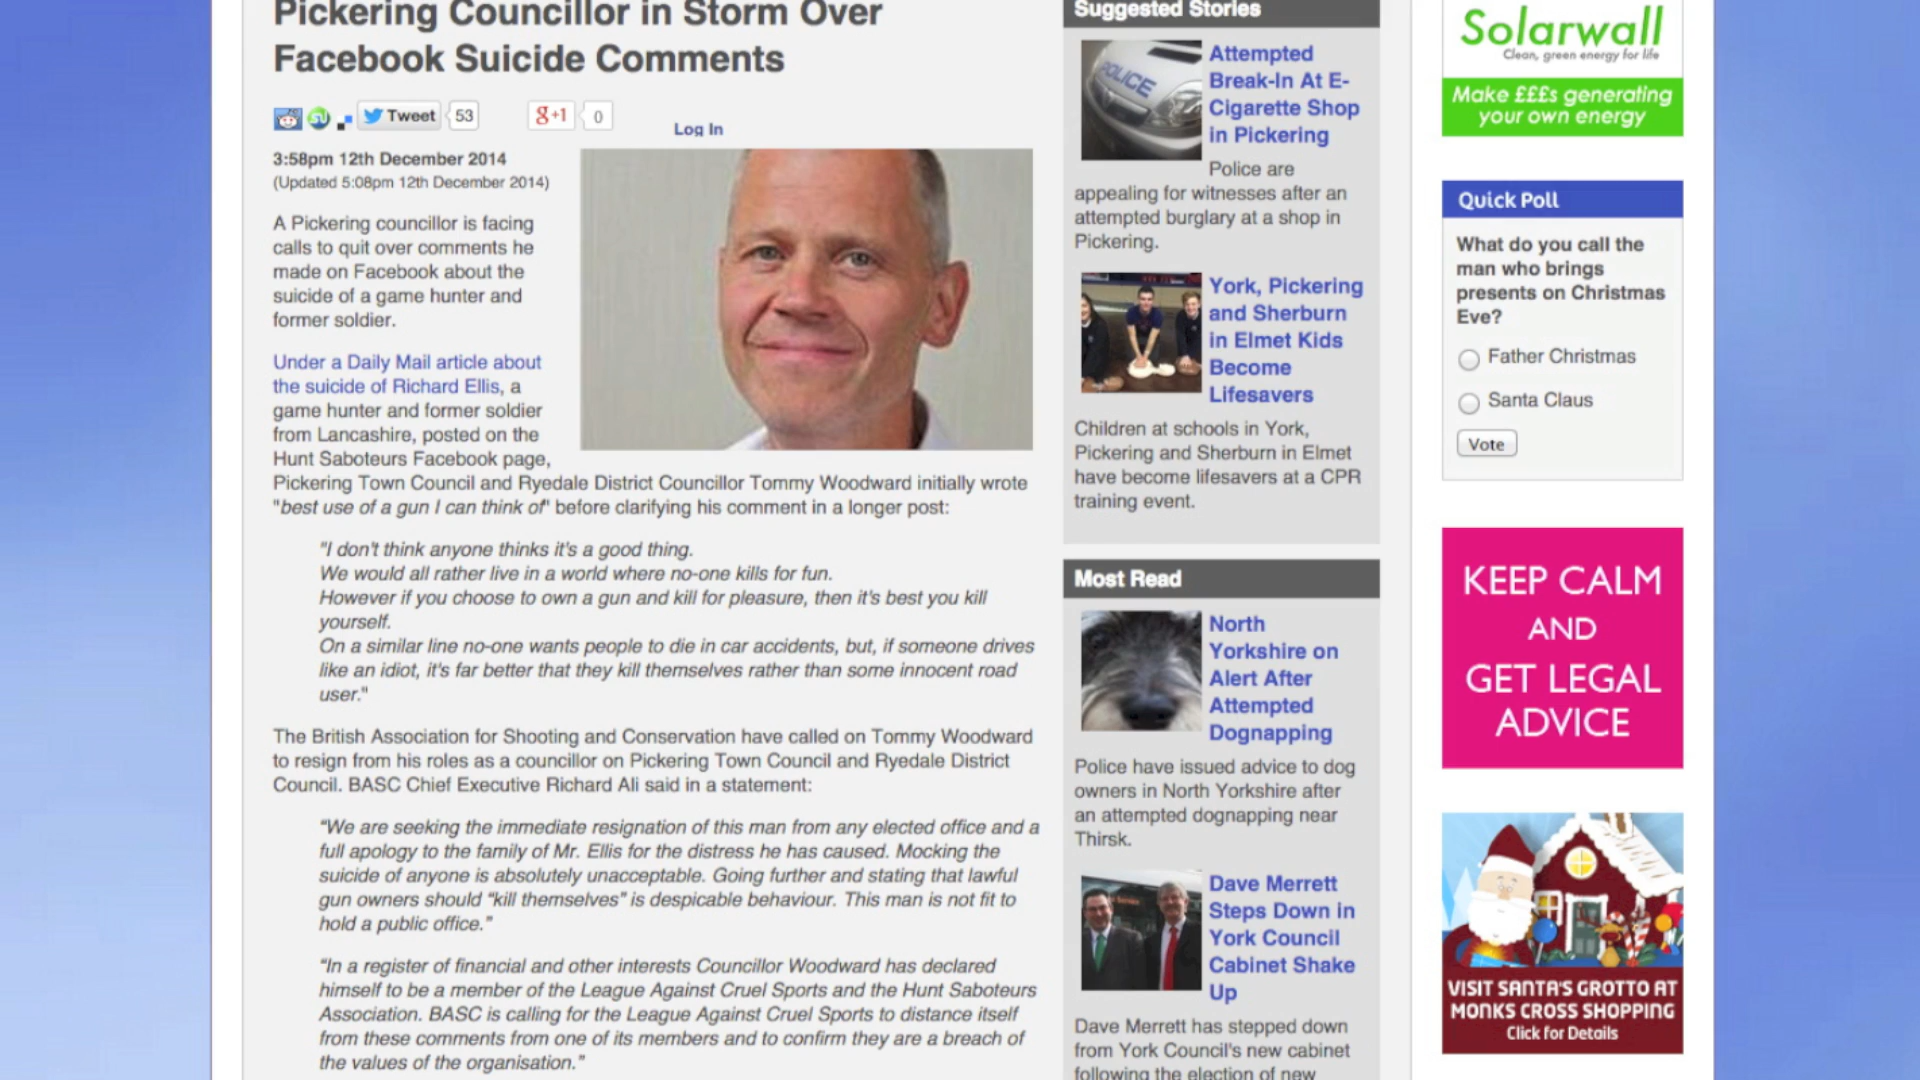 Pickering Councillor in Storm Over
Facebook Suicide Comments
Tweet
53
g+1
0
Log In
3:58pm 12th December 2014
(Updated 5:08pm 12th December 2014)
A Pickering councillor is facing
calls to quit over comments he
made on Facebook about the
suicide of a game hunter and
former soldier.
Under a Daily Mail article about
the suicide of Richard Ellis, a
game hunter and former soldier
from Lancashire, posted on the
Hunt Saboteurs Facebook page,
Pickering Town Council and Ryedale District Councillor Tommy Woodward initially wrote
"best use of a gun I can think of" before clarifying his comment in a longer post:
"I don't think anyone thinks it's a good thing.
We would all rather live in a world where no-one kills for fun.
However if you choose to own a gun and kill for pleasure, then it's best you kill
yourself.
On a similar line no-one wants people to die in car accidents, but, if someone drives
like an idiot, it's far better that they kill themselves rather than some innocent road
user."
The British Association for Shooting and Conservation have called on Tommy Woodward
to resign from his roles as a councillor on Pickering Town Council and Ryedale District
Council. BASC Chief Executive Richard Ali said in a statement:
“We are seeking the immediate resignation of this man from any elected office and a
full apology to the family of Mr. Ellis for the distress he has caused. Mocking the
suicide of anyone is absolutely unacceptable. Going further and stating that lawful
gun owners should “kill themselves” is despicable behaviour. This man is not fit to
hold a public office.”
“In a register of financial and other interests Councillor Woodward has declared
himself to be a member of the League Against Cruel Sports and the Hunt Saboteurs
Association. BASC is calling for the League Against Cruel Sports to distance itself
from these comments from one of its members and to confirm they are a breach of
the values of the organisation.”
Suggested Stories
POLICE
Attempted
Break-In At E-
Cigarette Shop
in Pickering
Police are
appealing for witnesses after an
attempted burglary at a shop in
Pickering.
York, Pickering
and Sherburn
in Elmet Kids
Become
Lifesavers
Children at schools in York,
Pickering and Sherburn in Elmet
have become lifesavers at a CPR
training event.
Most Read
North
Yorkshire on
Alert After
Attempted
Dognapping
Police have issued advice to dog
owners in North Yorkshire after
an attempted dognapping near
Thirsk.
Dave Merrett
Steps Down in
York Council
Cabinet Shake
Up
Dave Merrett has stepped down
from York Council's new cabinet
following the election of new
Solarwall
Clean, green energy for life
Make £££s generating
your own energy
Quick Poll
What do you call the
man who brings
presents on Christmas
Eve?
Father Christmas
Santa Claus
Vote
KEEP CALM
AND
GET LEGAL
ADVICE
VISIT SANTA'S GROTTO AT
MONKS CROSS SHOPPING
Click for Details